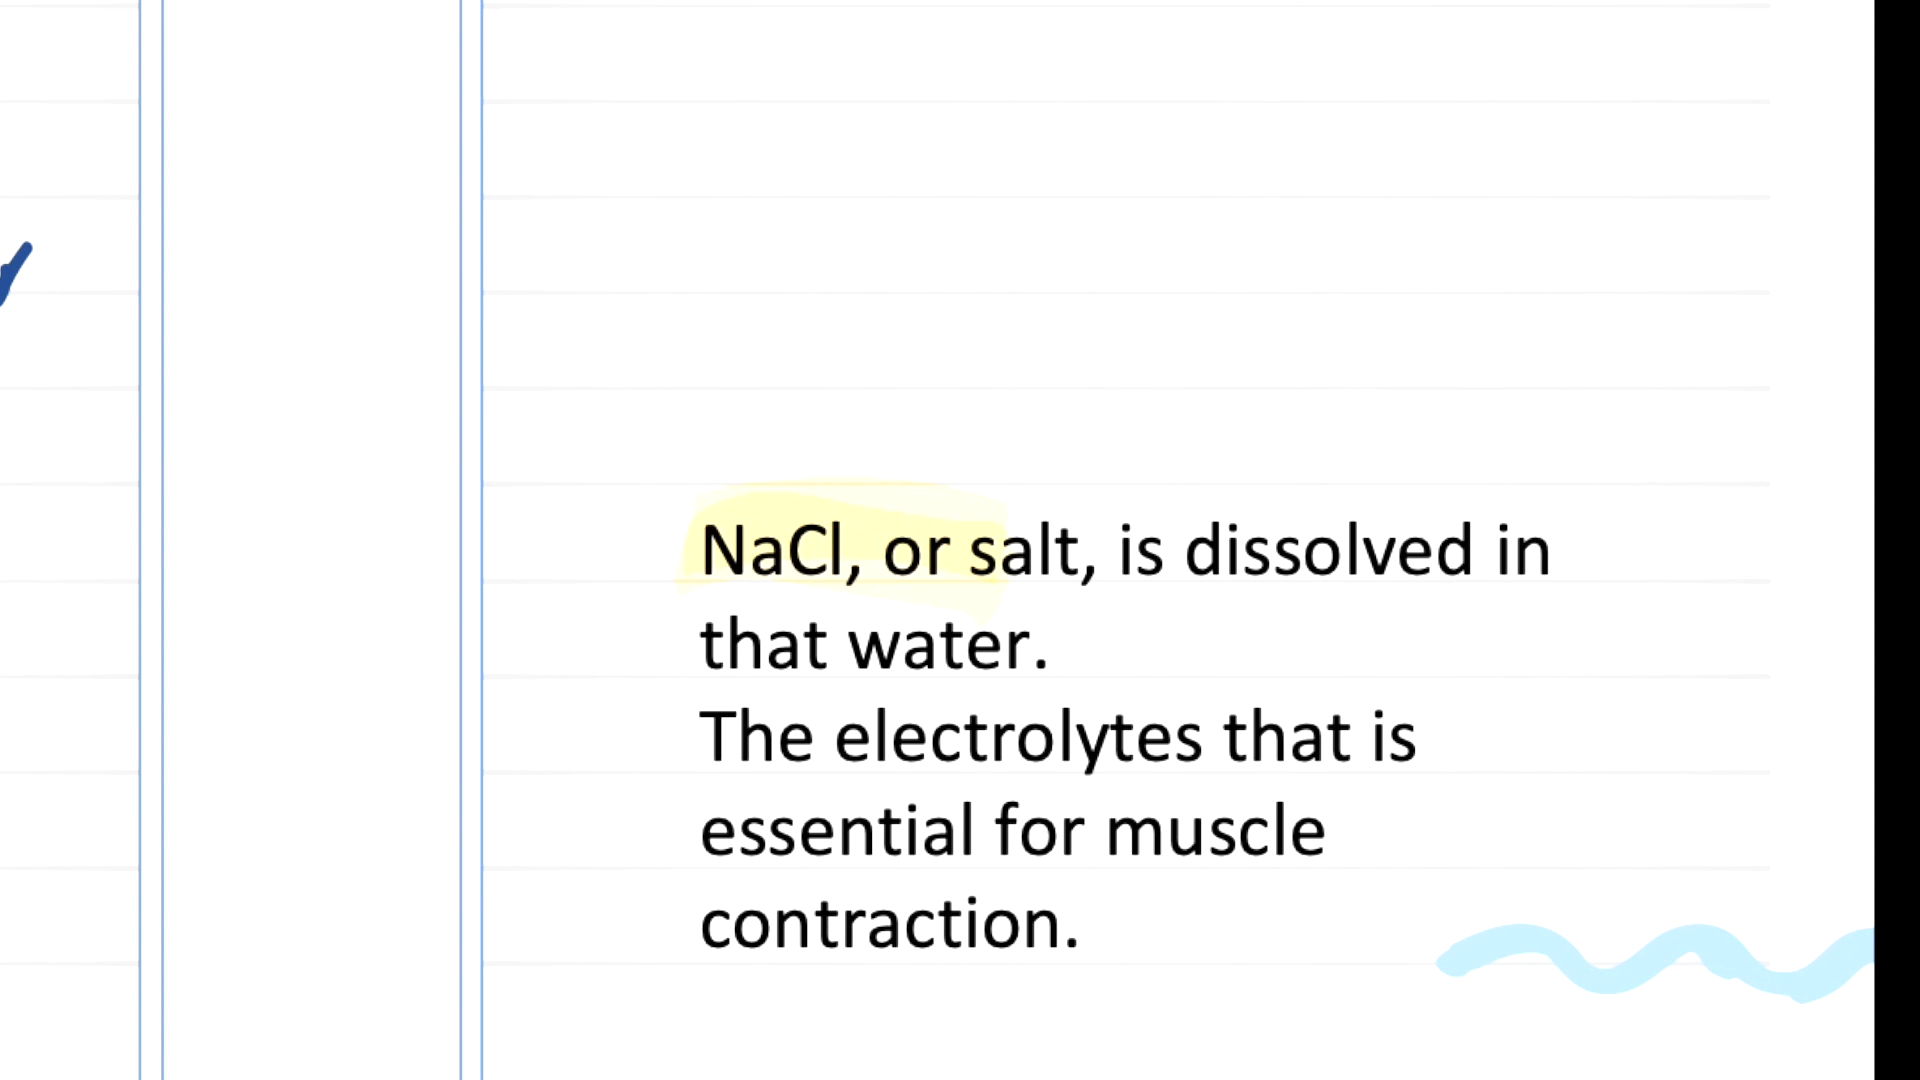 NaCl, or salt, is dissolved in
that water.
The electrolytes that is
essential for muscle
contraction.